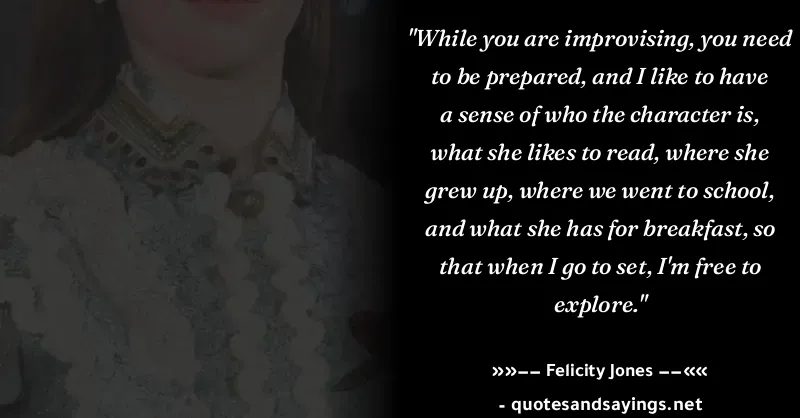 "While you are improvising, you need
to be prepared, and I like to have
a sense of who the character is,
what she likes to read, where she
grew up, where we went to school,
and what she has for breakfast, so
that when I go to set, I'm free to
explore."
»»−− Felicity Jones −−««
- quotesandsayings.net